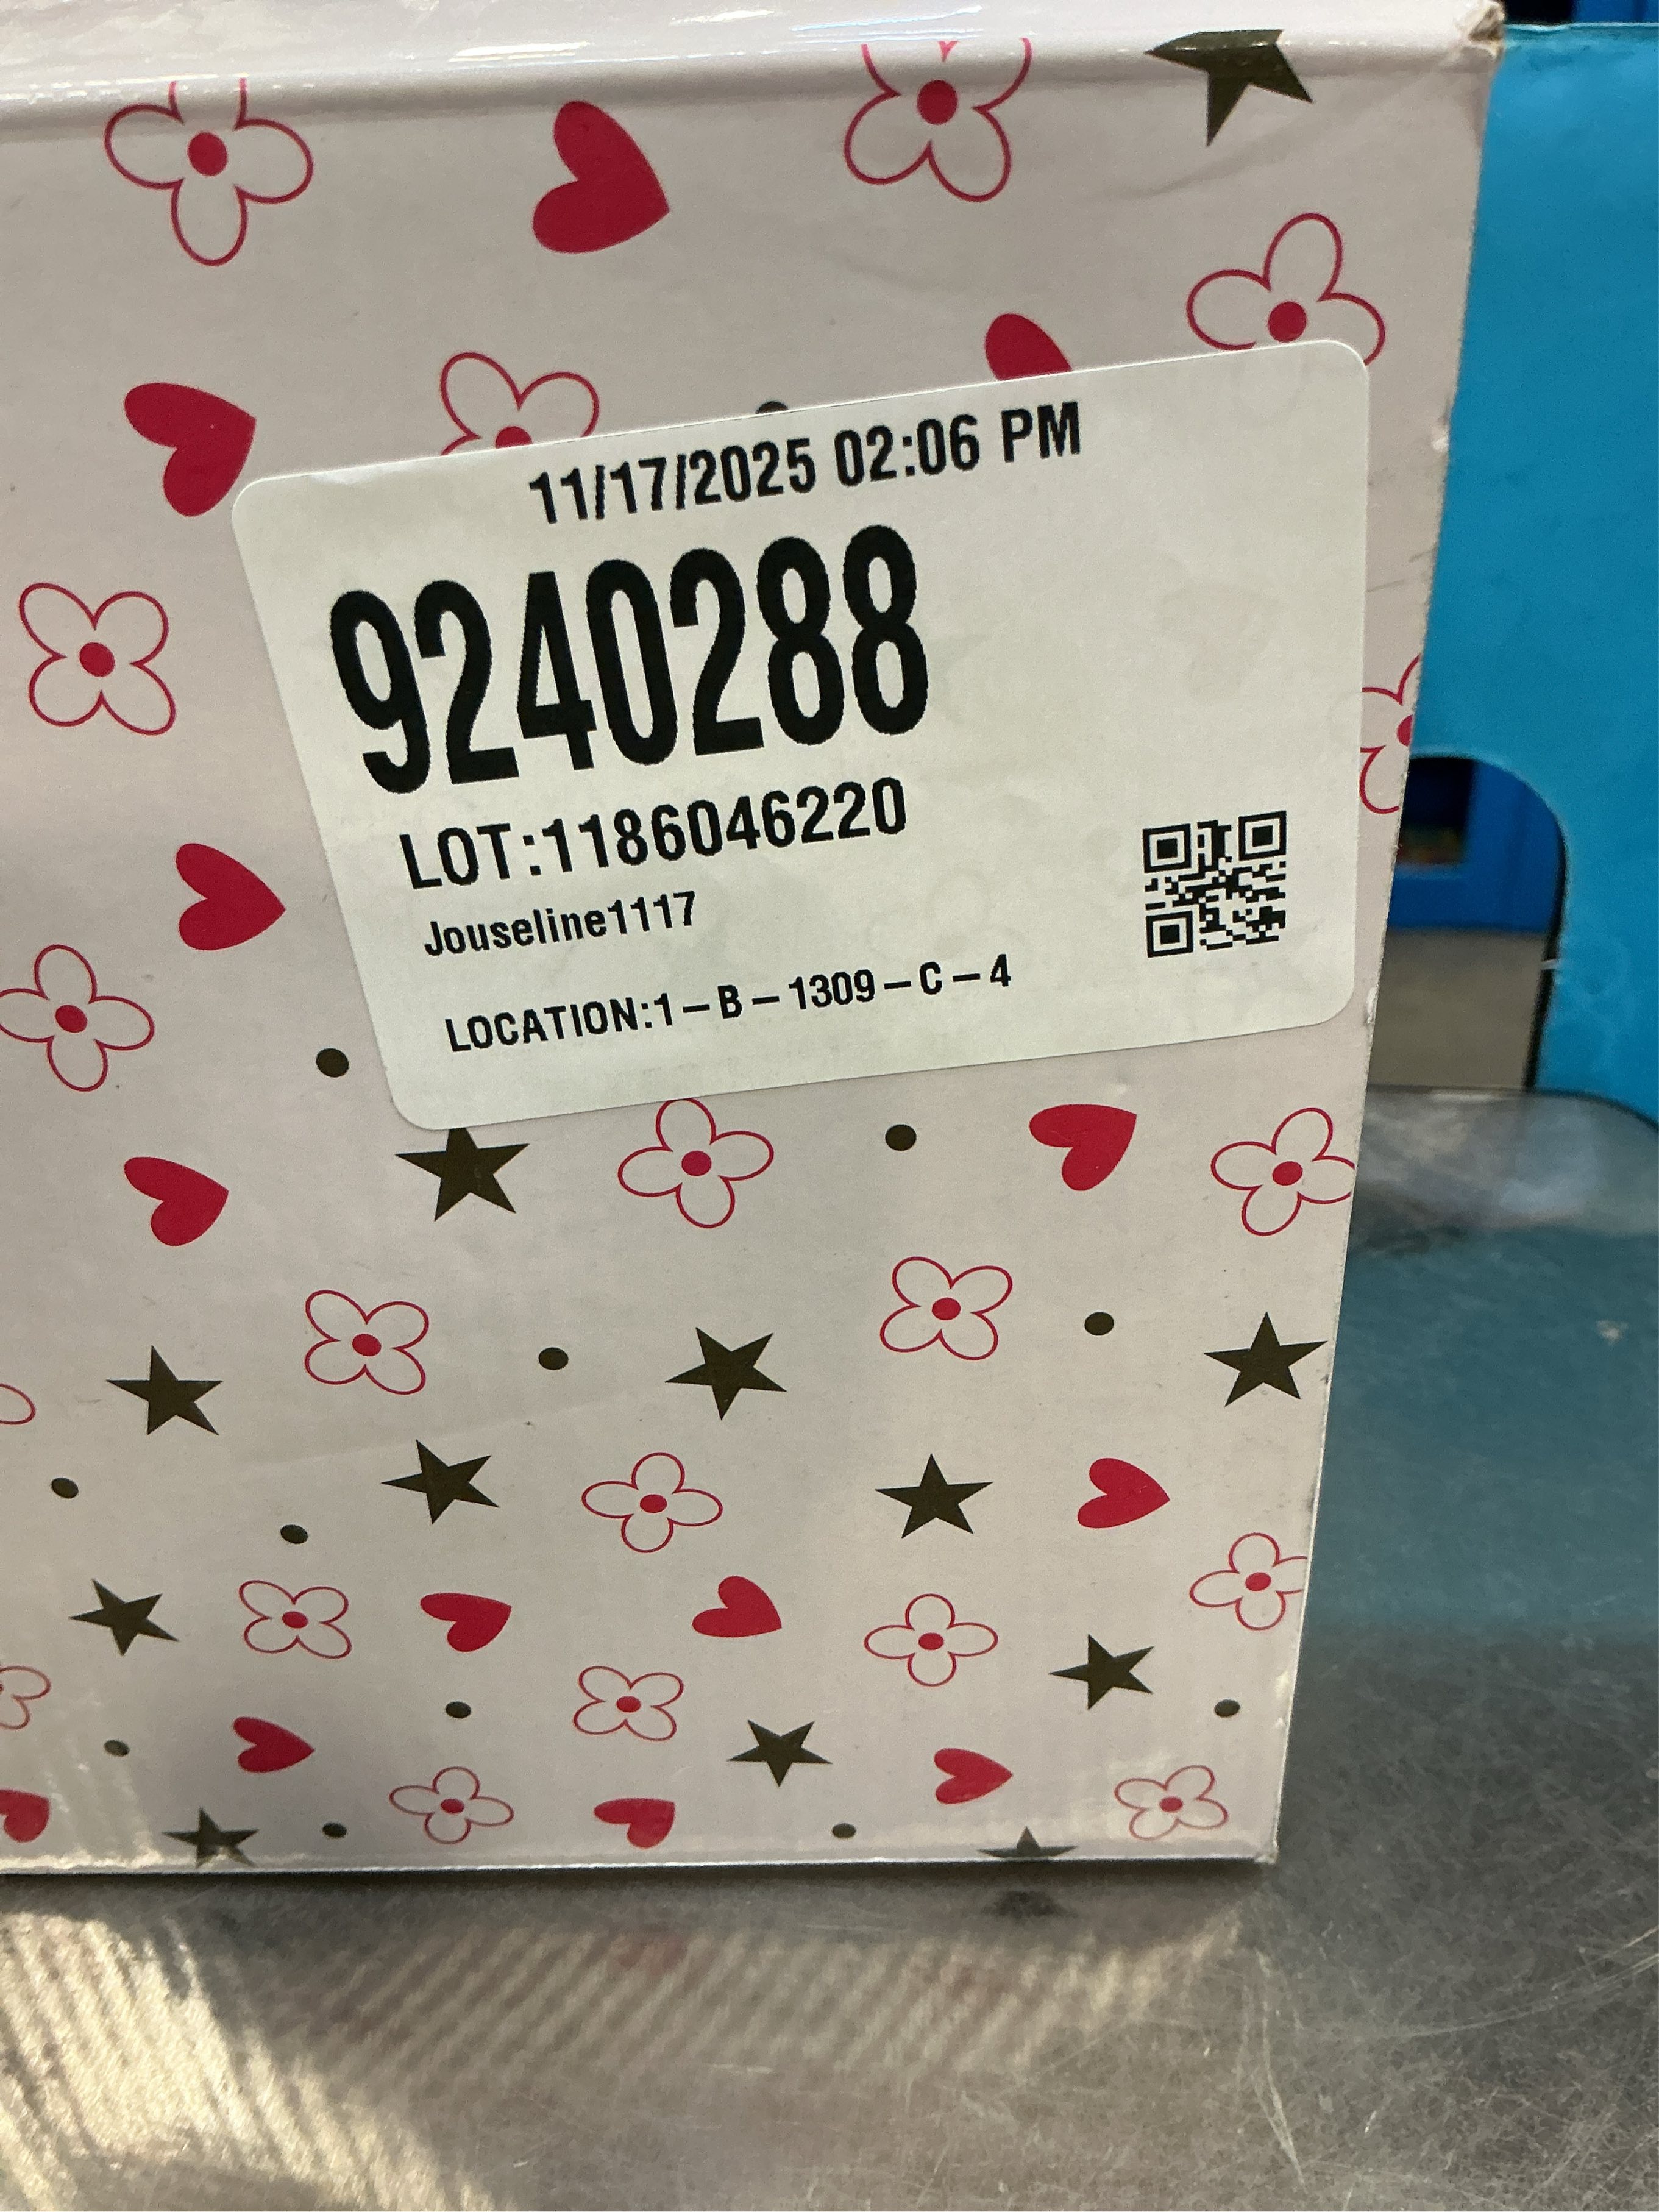 11/17/2025 02:06 PM
9240288
LOT:1186046220
Jouseline1117
LOCATION:1-B-1309-C-4